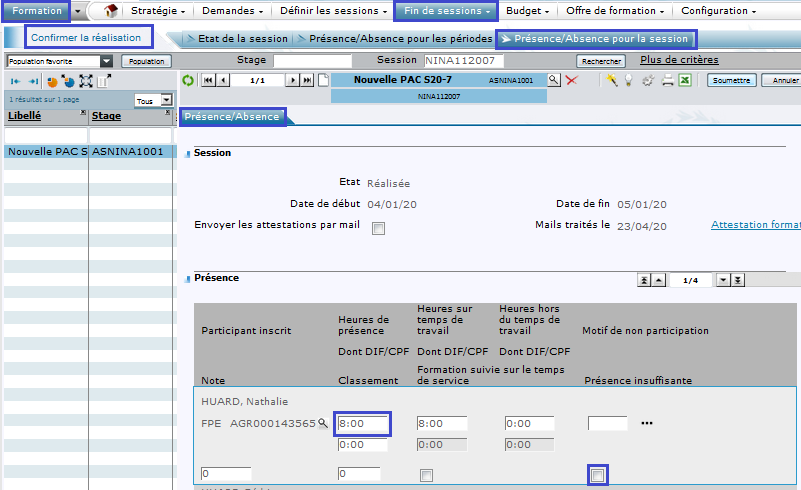 Formation Stratégie Demandes Définir les sessions Fin de sessions Budget Offre de formation Configuration
Confirmer la réalisation Etat de la session Présence/Absence pour les périodes Présence/Absence pour la session
Population favorite Population Stage Session NINA112007 Rechercher Plus de critères
1/1 Nouvelle PAC S20-7 ASNINA1001 Soumettre Annuler
NINA112007
1 résultat sur 1 page Tous
Libellé Stage
Présence/Absence
Nouvelle PAC S ASNINA1001
Session
Etat Réalisée
Date de début 04/01/20 Date de fin 05/01/20
Envoyer les attestations par mail Mails traités le 23/04/20 Attestation format
Présence 1/4
Participant inscrit Heures de présence Heures sur temps de travail Heures hors du temps de travail Motif de non participation
Dont DIF/CPF Dont DIF/CPF Dont DIF/CPF
Note Classement Formation suivie sur le temps de service Présence insuffisante
HUARD, Nathalie
FPE AGR000143565 8:00 8:00 0:00 •••
0:00 0:00 0:00
0 0